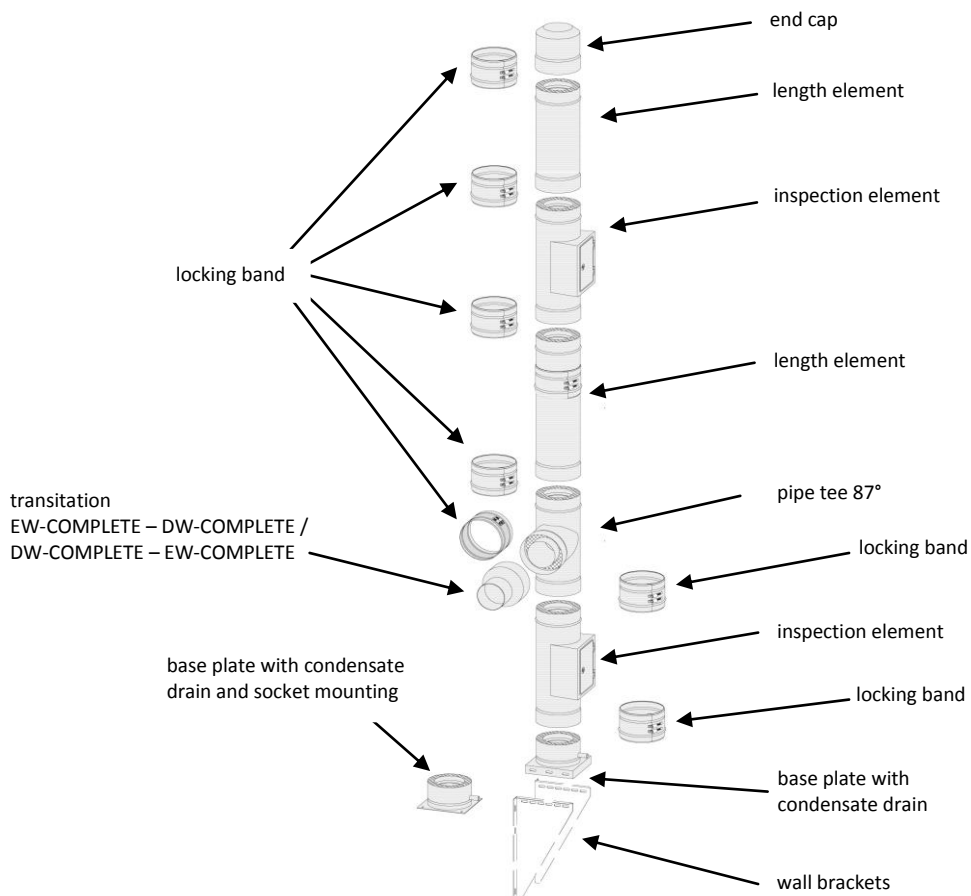 end cap
length element
inspection element
locking band
length element
transitation
EW-COMPLETE – DW-COMPLETE /
DW-COMPLETE – EW-COMPLETE
pipe tee 87°
locking band
inspection element
base plate with condensate
drain and socket mounting
locking band
base plate with
condensate drain
wall brackets